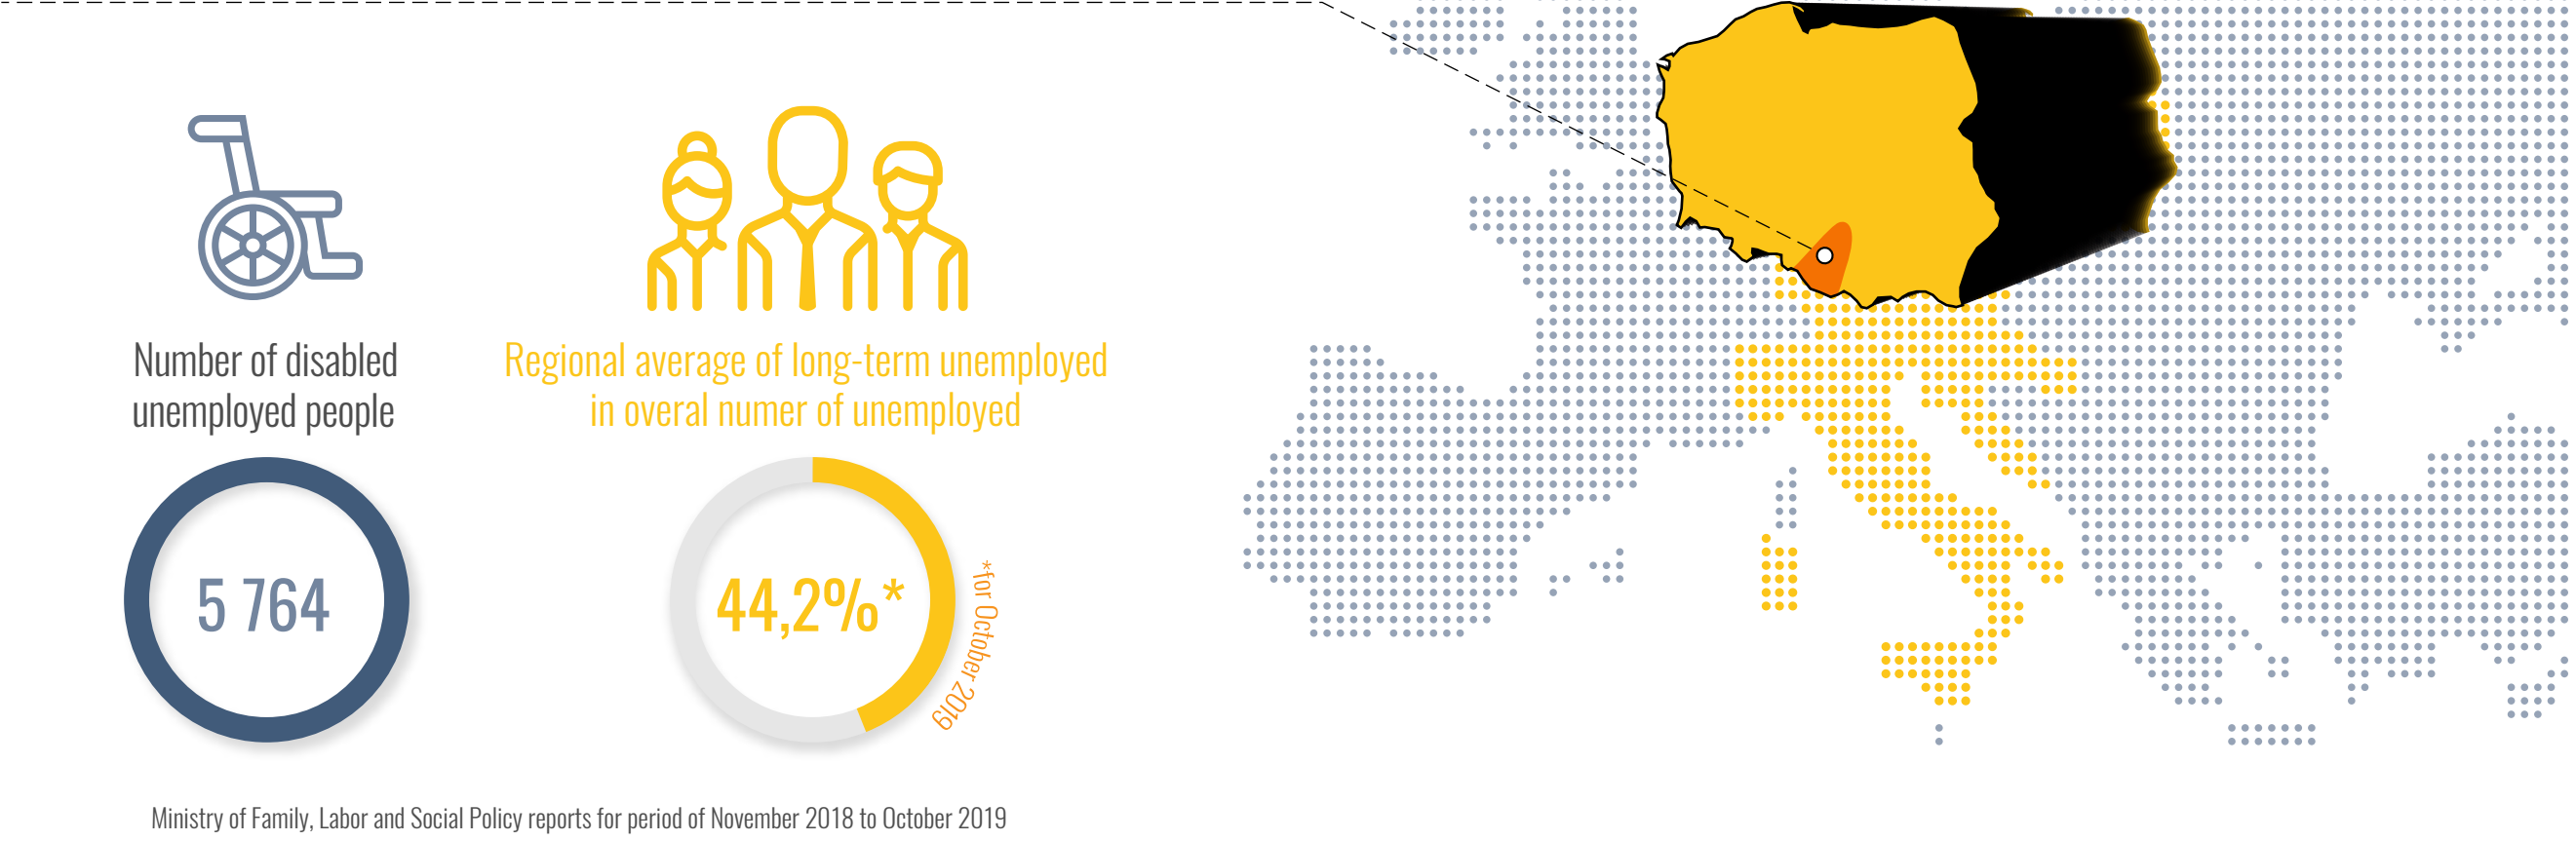 Number of disabled
unemployed people
5 764
Regional average of long-term unemployed
in overal numer of unemployed
44,2%*
*for October 2019
Ministry of Family, Labor and Social Policy reports for period of November 2018 to October 2019